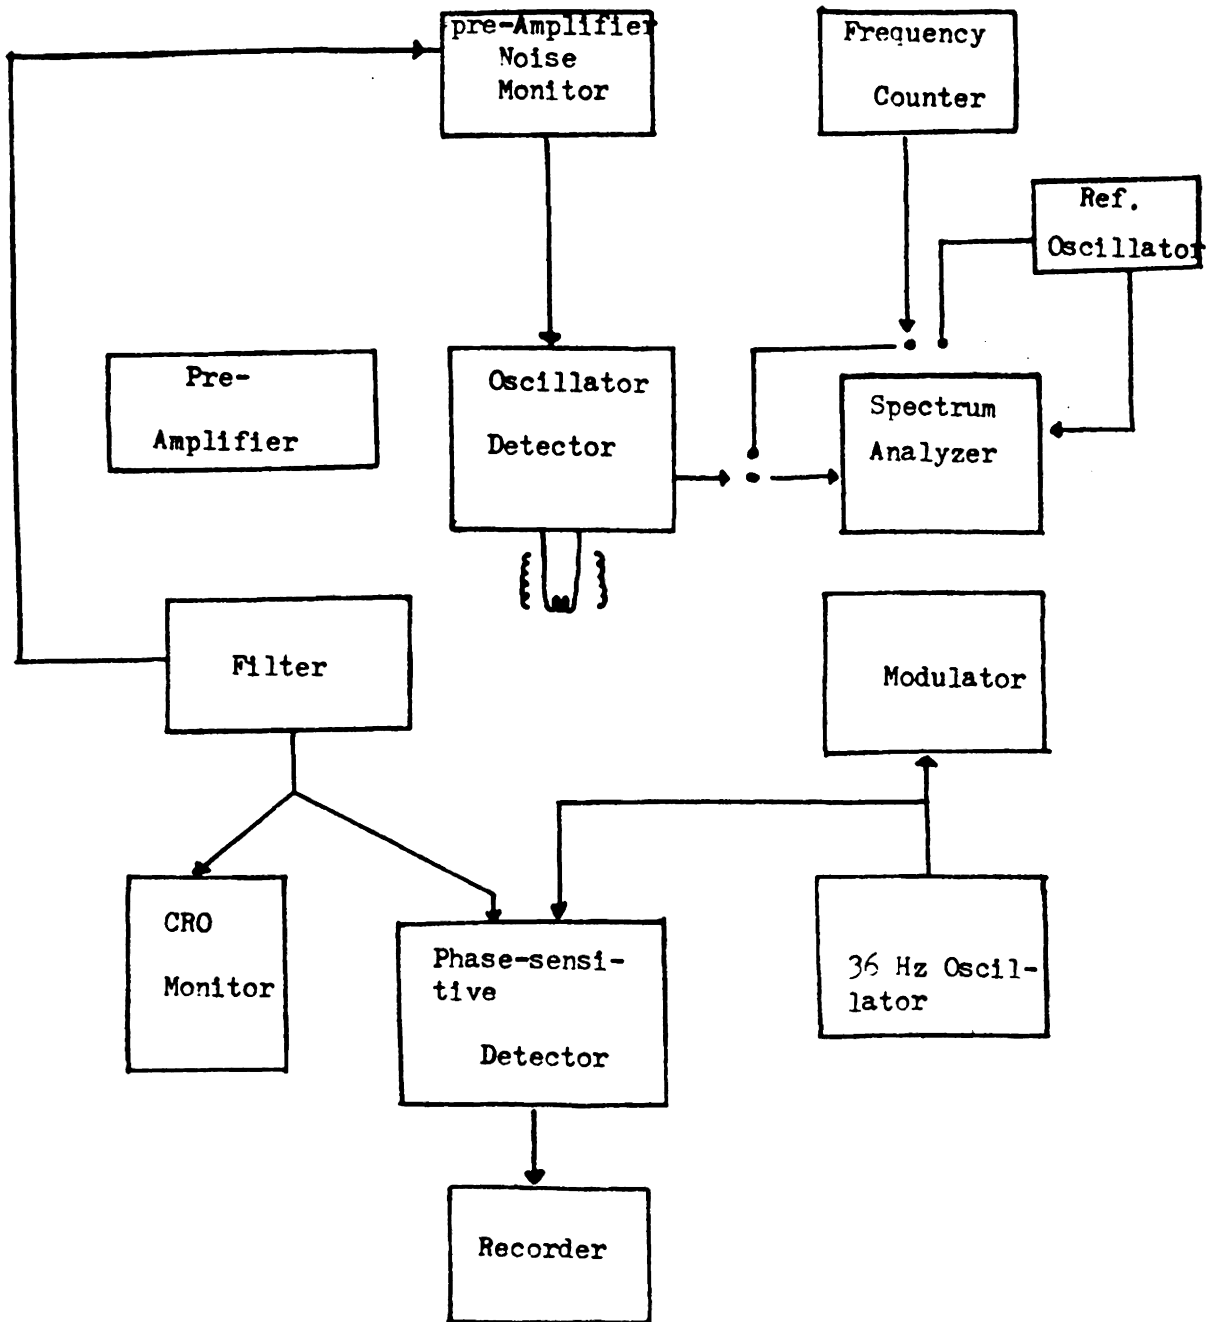 pre-Amplifier
Noise
Monitor
Frequency
Counter
Ref.
Oscillator
Pre-
Amplifier
Oscillator
Detector
Spectrum
Analyzer
Filter
Modulator
CRO
Monitor
Phase-sensi-
tive
Detector
36 Hz Oscil-
lator
Recorder